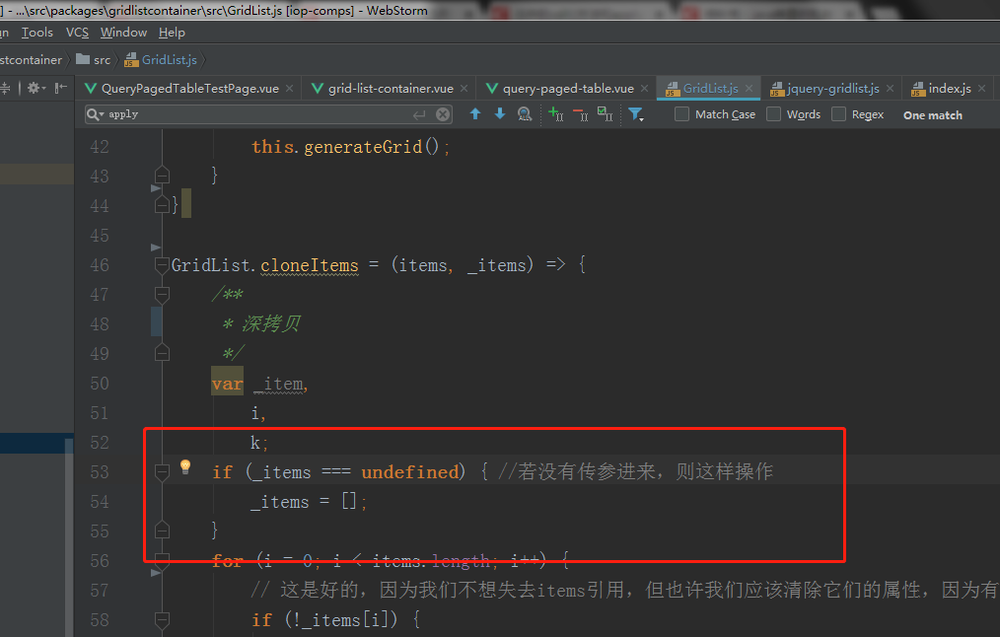 ] - ...\src\packages\gridlistcontainer\src\GridList.js [iop-comps] - WebStorm
Tools VCS Window Help
stcontainer src GridList.js
QueryPagedTableTestPage.vue grid-list-container.vue query-paged-table.vue GridList.js jquery-gridlist.js index.js
apply Match Case Words Regex One match
42 this.generateGrid();
43 }
44 }
45
46 GridList.cloneItems = (items, _items) => {
47 /**
48 * 深拷贝
49 */
50 var _item,
51 i,
52 k;
53 if (_items === undefined) { //若没有传参进来，则这样操作
54 _items = [];
55 }
56 for (i = 0; i < items.length; i++) {
57 // 这是好的，因为我们不想失去items引用，但也许我们应该清除它们的属性，因为有
58 if (!_items[i]) {